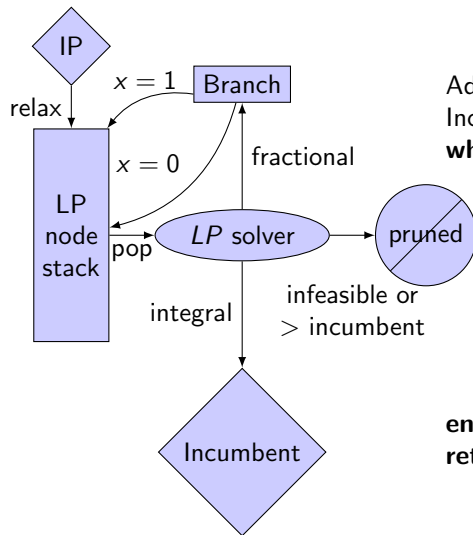 IP
relax
x = 1
Branch
x = 0
fractional
LP
node
stack
pop
LP solver
pruned
infeasible or
> incumbent
integral
Incumbent
Ad
Inc
wh
en
ret